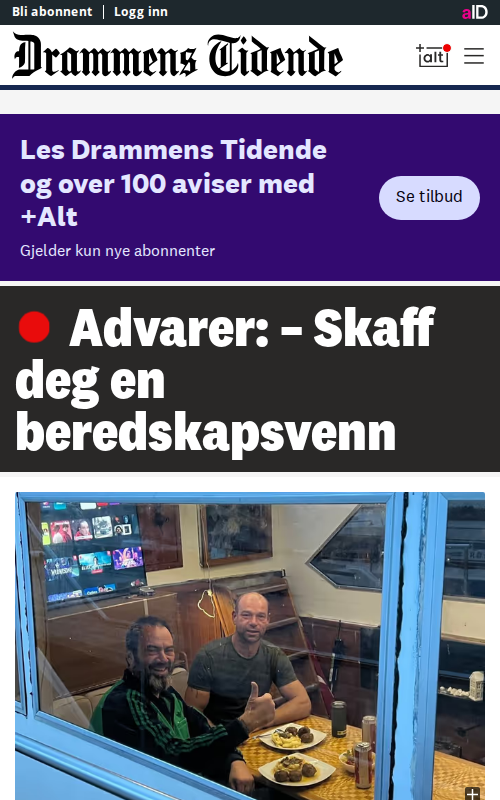 Bli abonnent
Logg inn
aID
Drammens Tidende
+alt
Les Drammens Tidende
og over 100 aviser med
+Alt
Se tilbud
Gjelder kun nye abonnenter
Advarer: – Skaff
deg en
beredskapsvenn